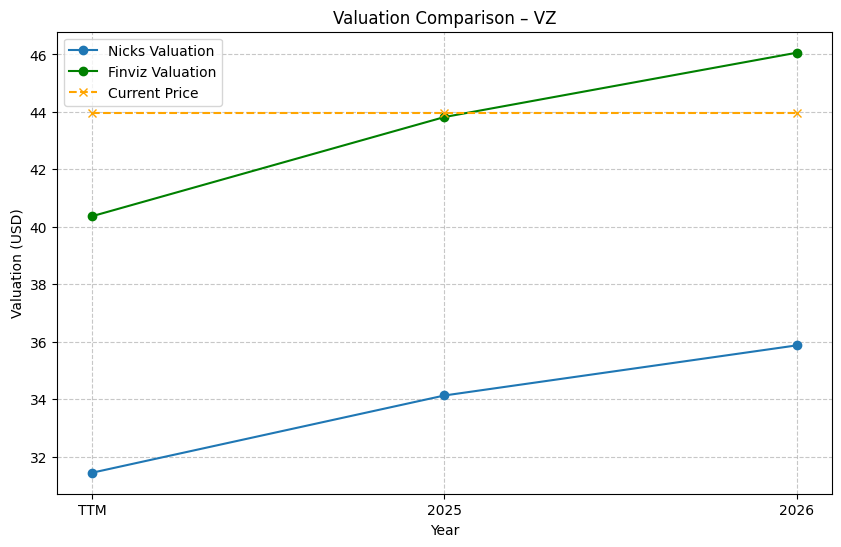 Valuation Comparison – VZ
Nicks Valuation
Finviz Valuation
Current Price
Valuation (USD)
46
44
42
40
38
36
34
32
TTM
2025
2026
Year